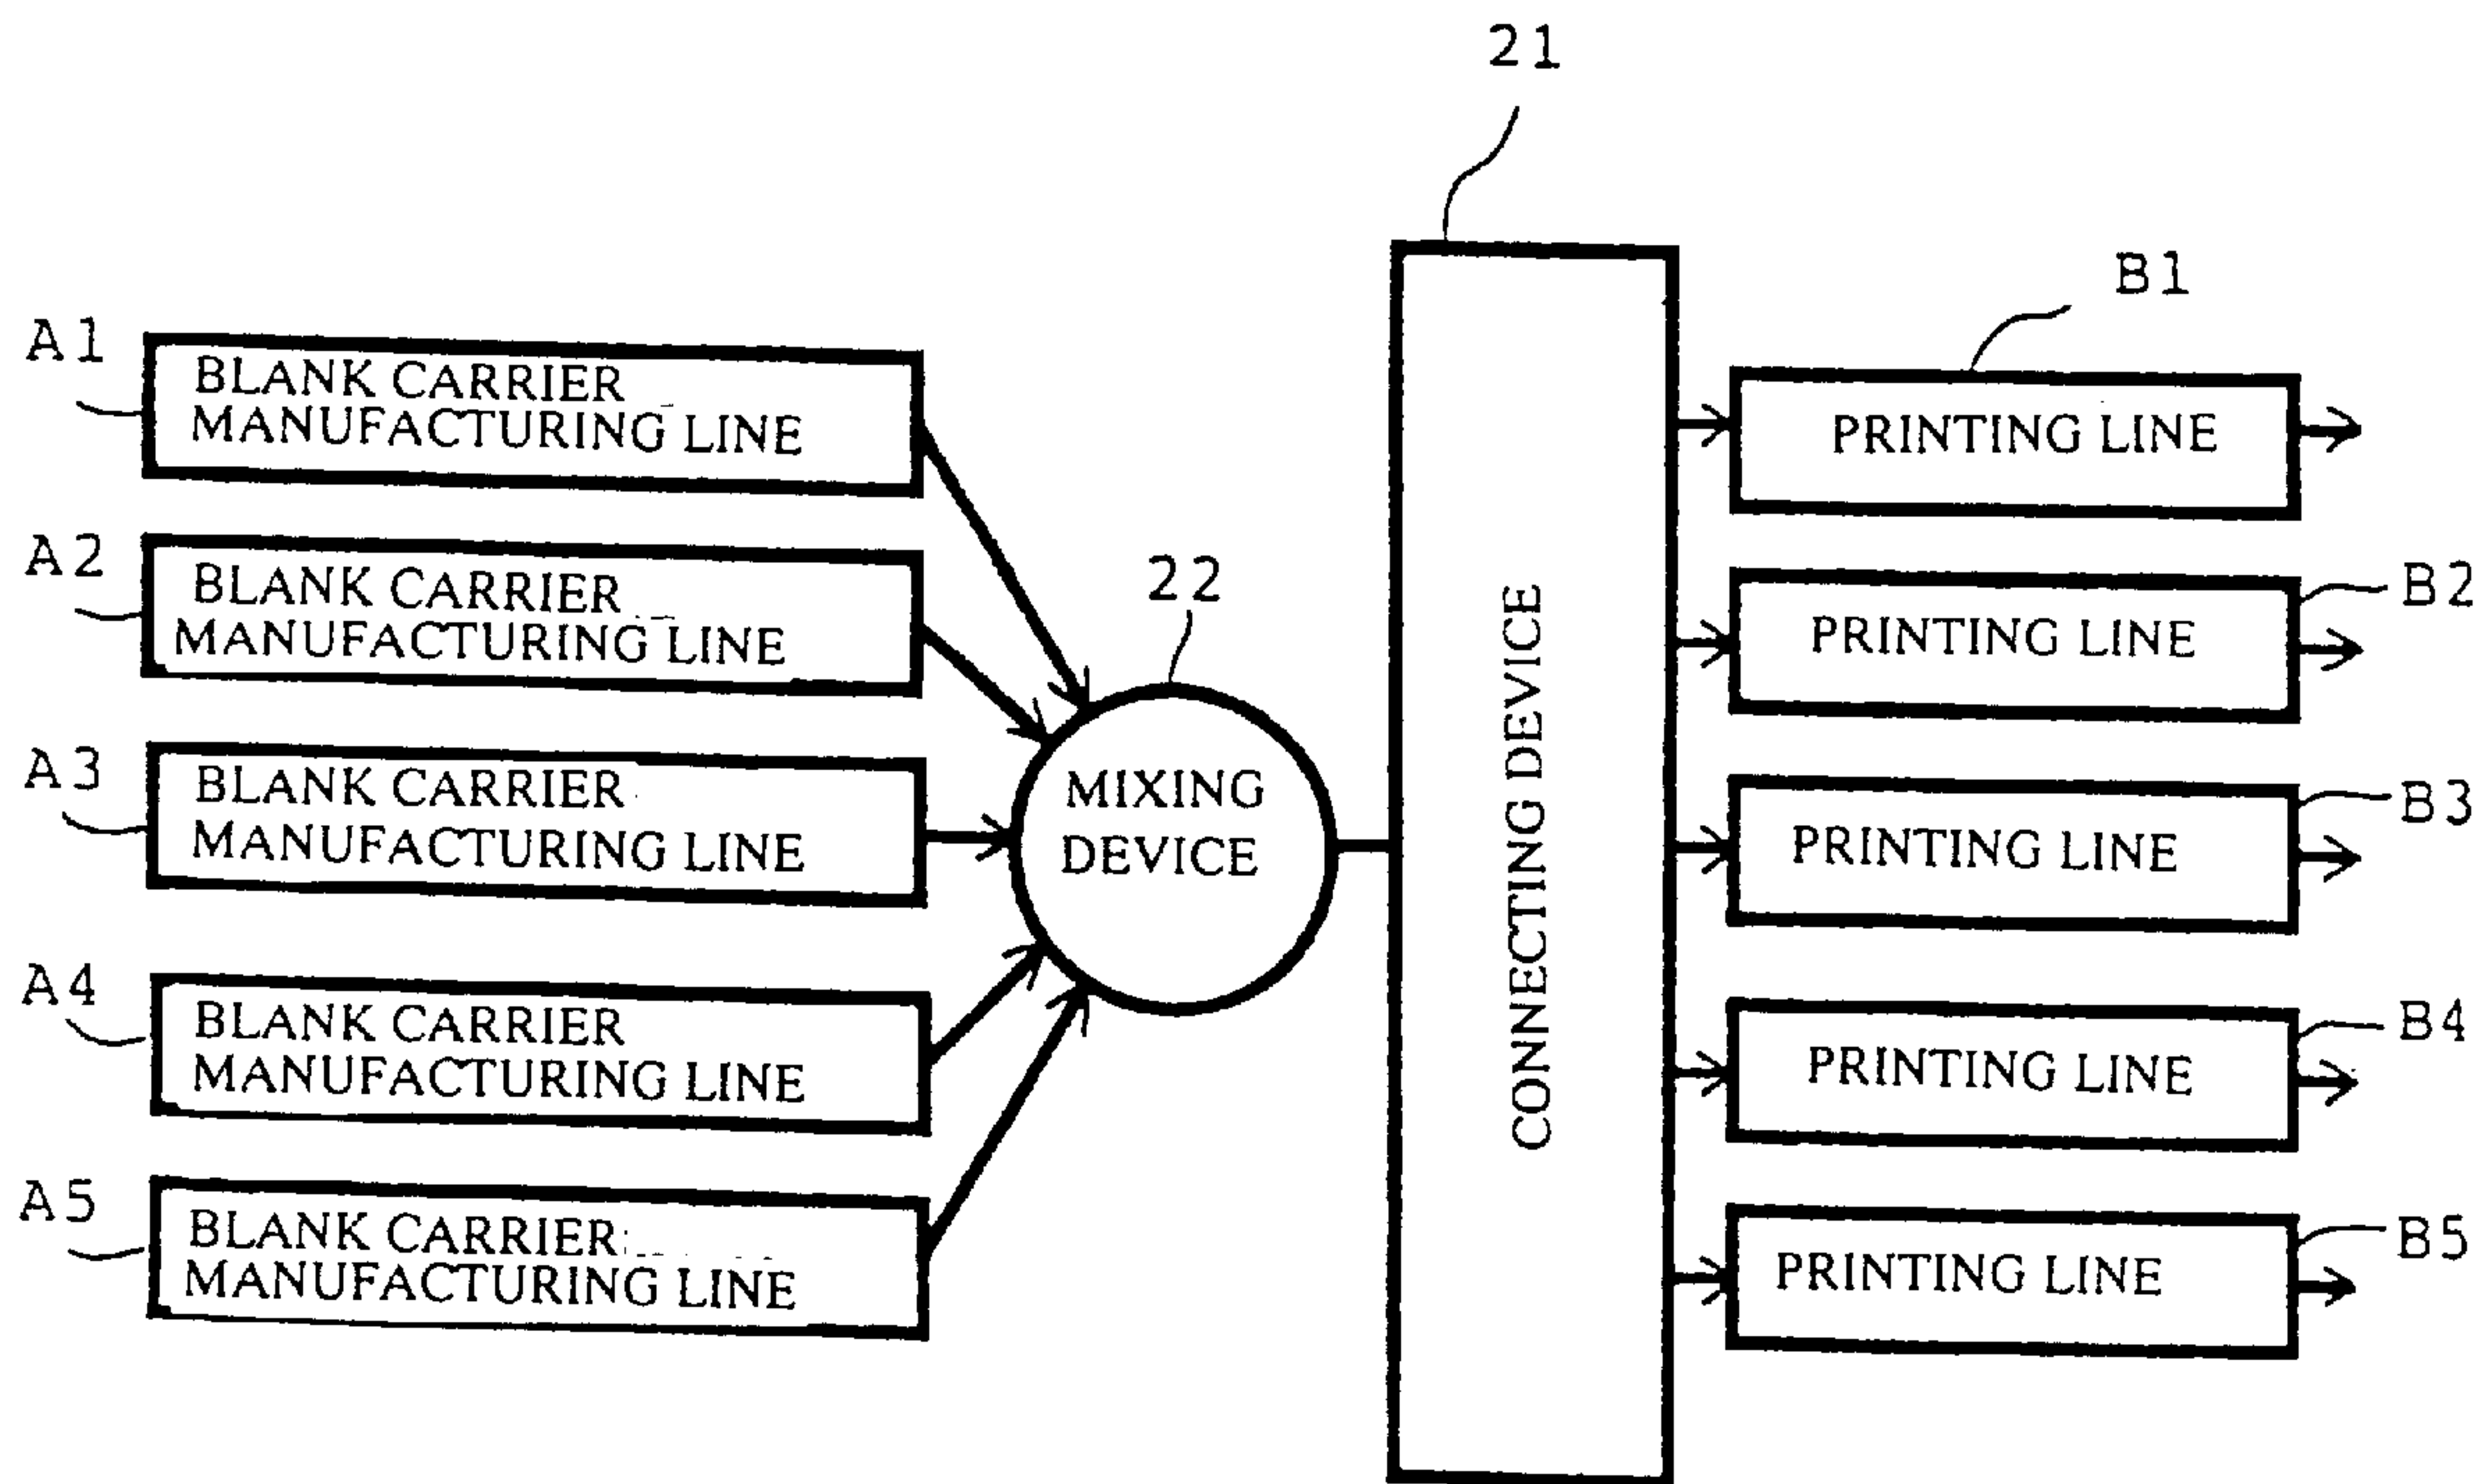 21
A1
BLANK CARRIER
MANUFACTURING LINE
A2
BLANK CARRIER
MANUFACTURING LINE
A3
BLANK CARRIER
MANUFACTURING LINE
A4
BLANK CARRIER
MANUFACTURING LINE
A5
BLANK CARRIER
MANUFACTURING LINE
22
MIXING
DEVICE
CONNECTING DEVICE
B1
PRINTING LINE
B2
PRINTING LINE
B3
PRINTING LINE
B4
PRINTING LINE
B5
PRINTING LINE